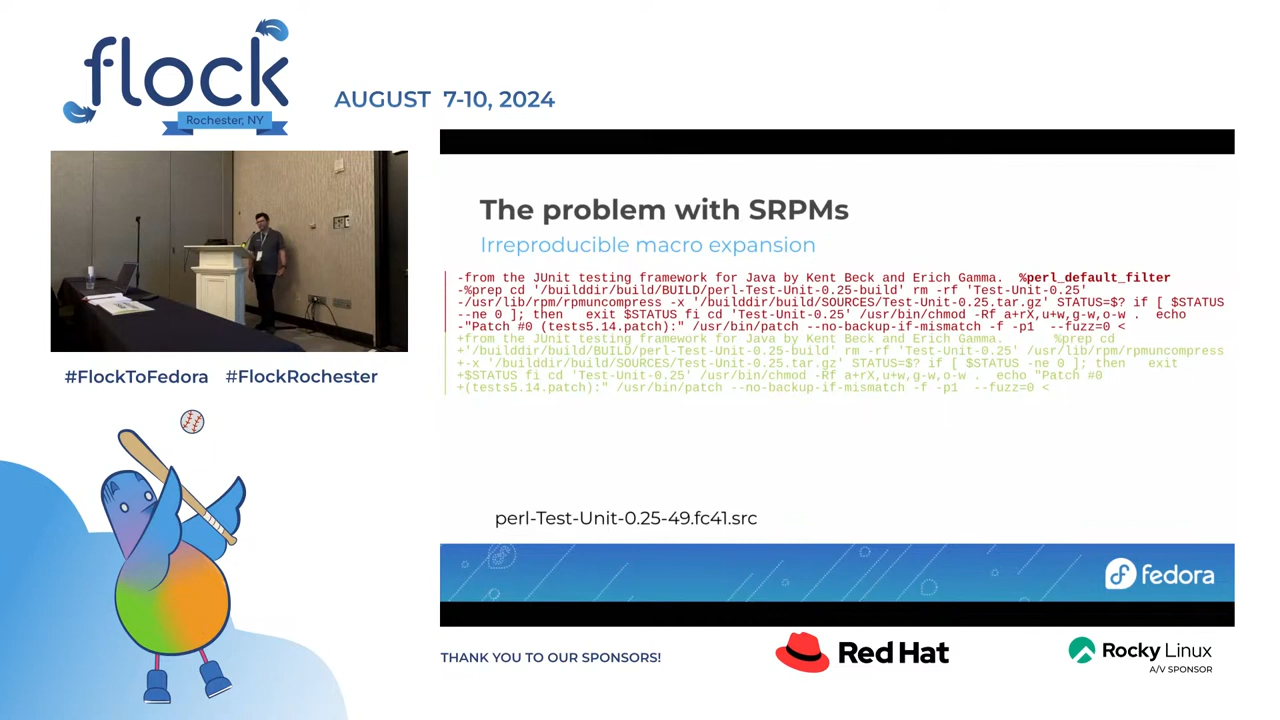 flock
Rochester, NY
AUGUST 7-10, 2024
#FlockToFedora #FlockRochester
The problem with SRPMs
Irreproducible macro expansion
-from the JUnit testing framework for Java by Kent Beck and Erich Gamma.  %perl_default_filter
-%prep cd '/builddir/build/BUILD/perl-Test-Unit-0.25-build' rm -rf 'Test-Unit-0.25'
-/usr/lib/rpm/rpmuncompress -x '/builddir/build/SOURCES/Test-Unit-0.25.tar.gz' STATUS=$? if [ $STATUS
--ne 0 ]; then   exit $STATUS fi cd 'Test-Unit-0.25' /usr/bin/chmod -Rf a+rX,u+w,g-w,o-w .  echo
-"Patch #0 (tests5.14.patch):" /usr/bin/patch --no-backup-if-mismatch -f -p1  --fuzz=0 <
+from the JUnit testing framework for Java by Kent Beck and Erich Gamma.      %prep cd
+'/builddir/build/BUILD/perl-Test-Unit-0.25-build' rm -rf 'Test-Unit-0.25' /usr/lib/rpm/rpmuncompress
+-x '/builddir/build/SOURCES/Test-Unit-0.25.tar.gz' STATUS=$? if [ $STATUS -ne 0 ]; then   exit
+$STATUS fi cd 'Test-Unit-0.25' /usr/bin/chmod -Rf a+rX,u+w,g-w,o-w .  echo "Patch #0
+(tests5.14.patch):" /usr/bin/patch --no-backup-if-mismatch -f -p1  --fuzz=0 <
perl-Test-Unit-0.25-49.fc41.src
fedora
THANK YOU TO OUR SPONSORS!
Red Hat
Rocky Linux
A/V SPONSOR